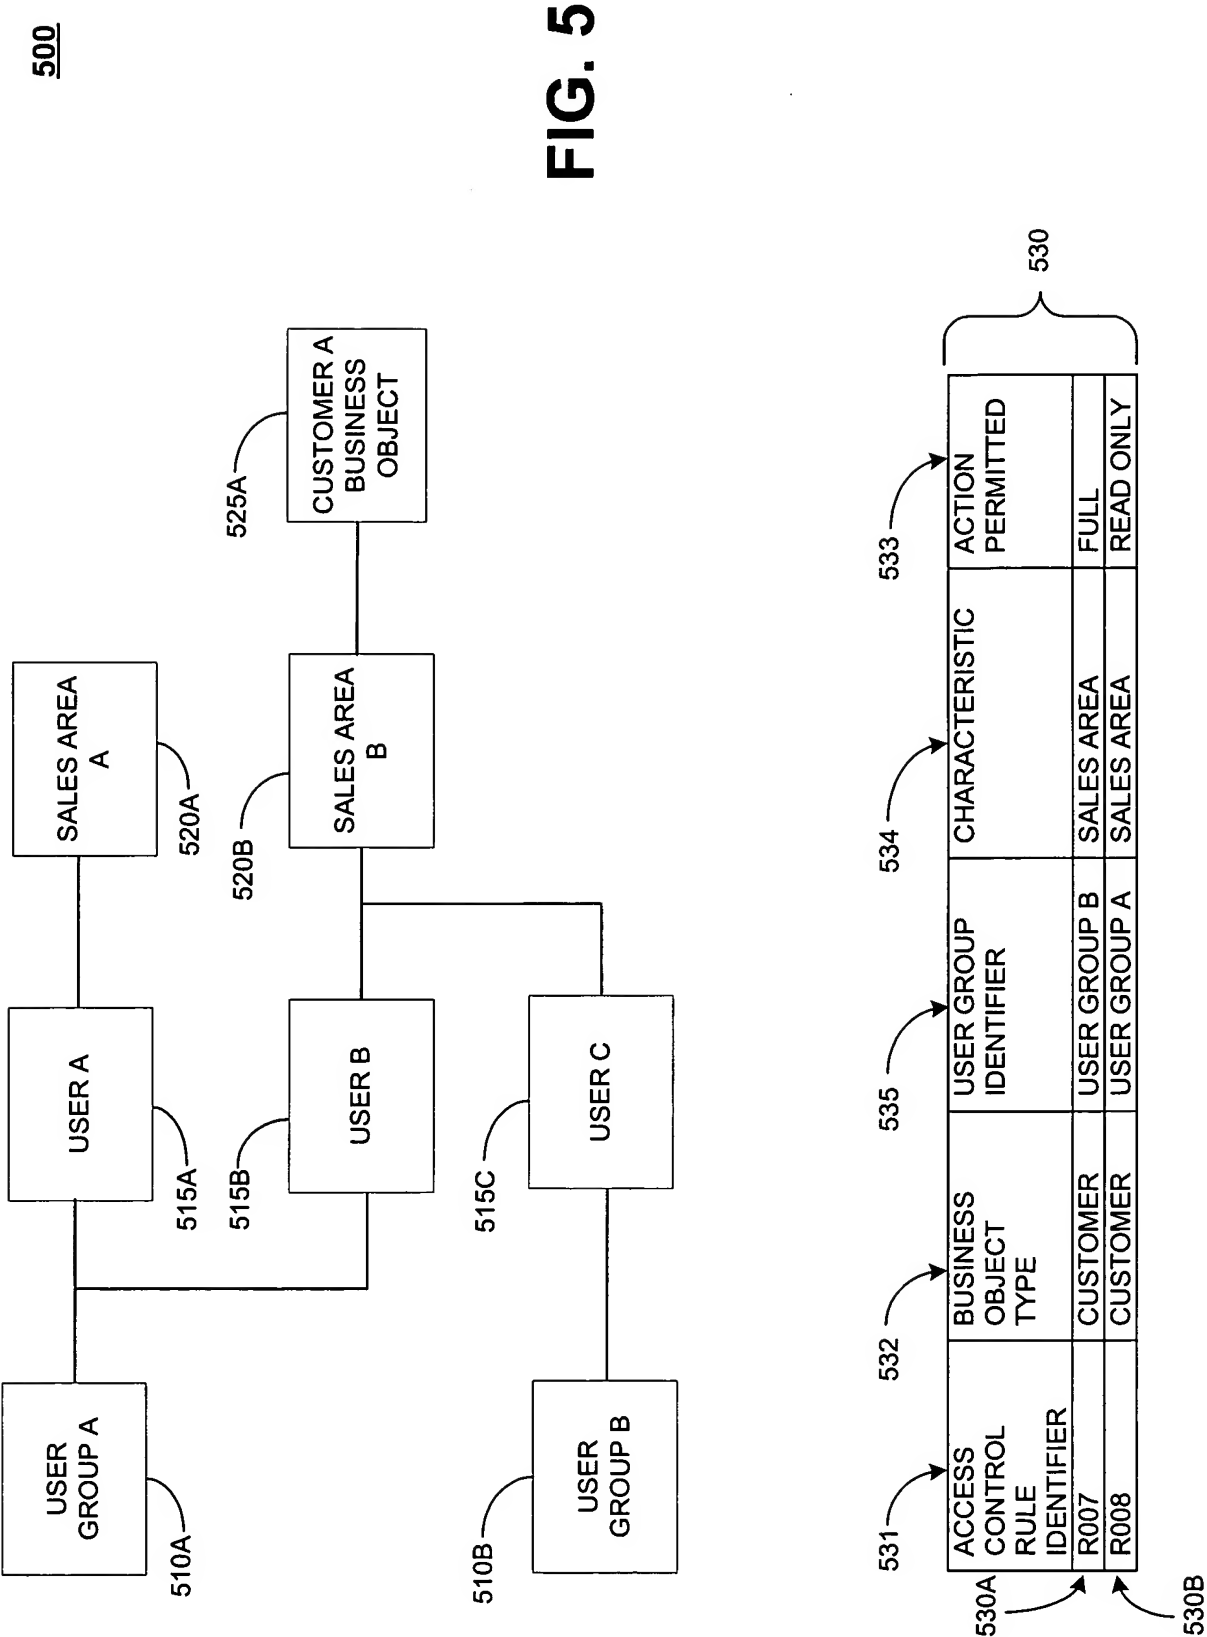 500
USER
GROUP A
510A
USER A
515A
SALES AREA
A
520A
USER B
515B
SALES AREA
B
520B
CUSTOMER A
BUSINESS
OBJECT
525A
USER
GROUP B
510B
USER C
515C
531
532
535
534
533
530
ACCESS
CONTROL
RULE
IDENTIFIER
BUSINESS
OBJECT
TYPE
USER GROUP
IDENTIFIER
CHARACTERISTIC
ACTION
PERMITTED
530A
R007 CUSTOMER USER GROUP B SALES AREA FULL
530B
R008 CUSTOMER USER GROUP A SALES AREA READ ONLY
FIG. 5